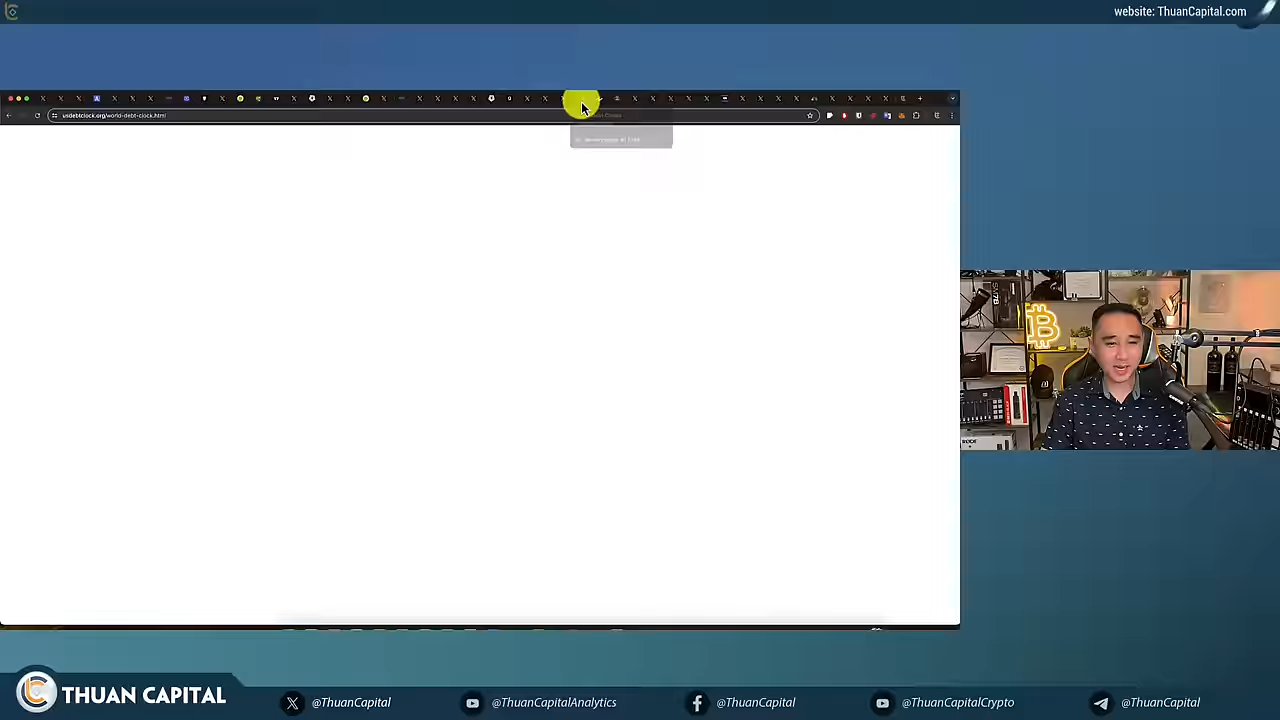 website: ThuanCapital.com
usdebtclock.org/world-debt-clock.html
THUAN CAPITAL
@ThuanCapital
@ThuanCapitalAnalytics
@ThuanCapital
@ThuanCapitalCrypto
@ThuanCapital